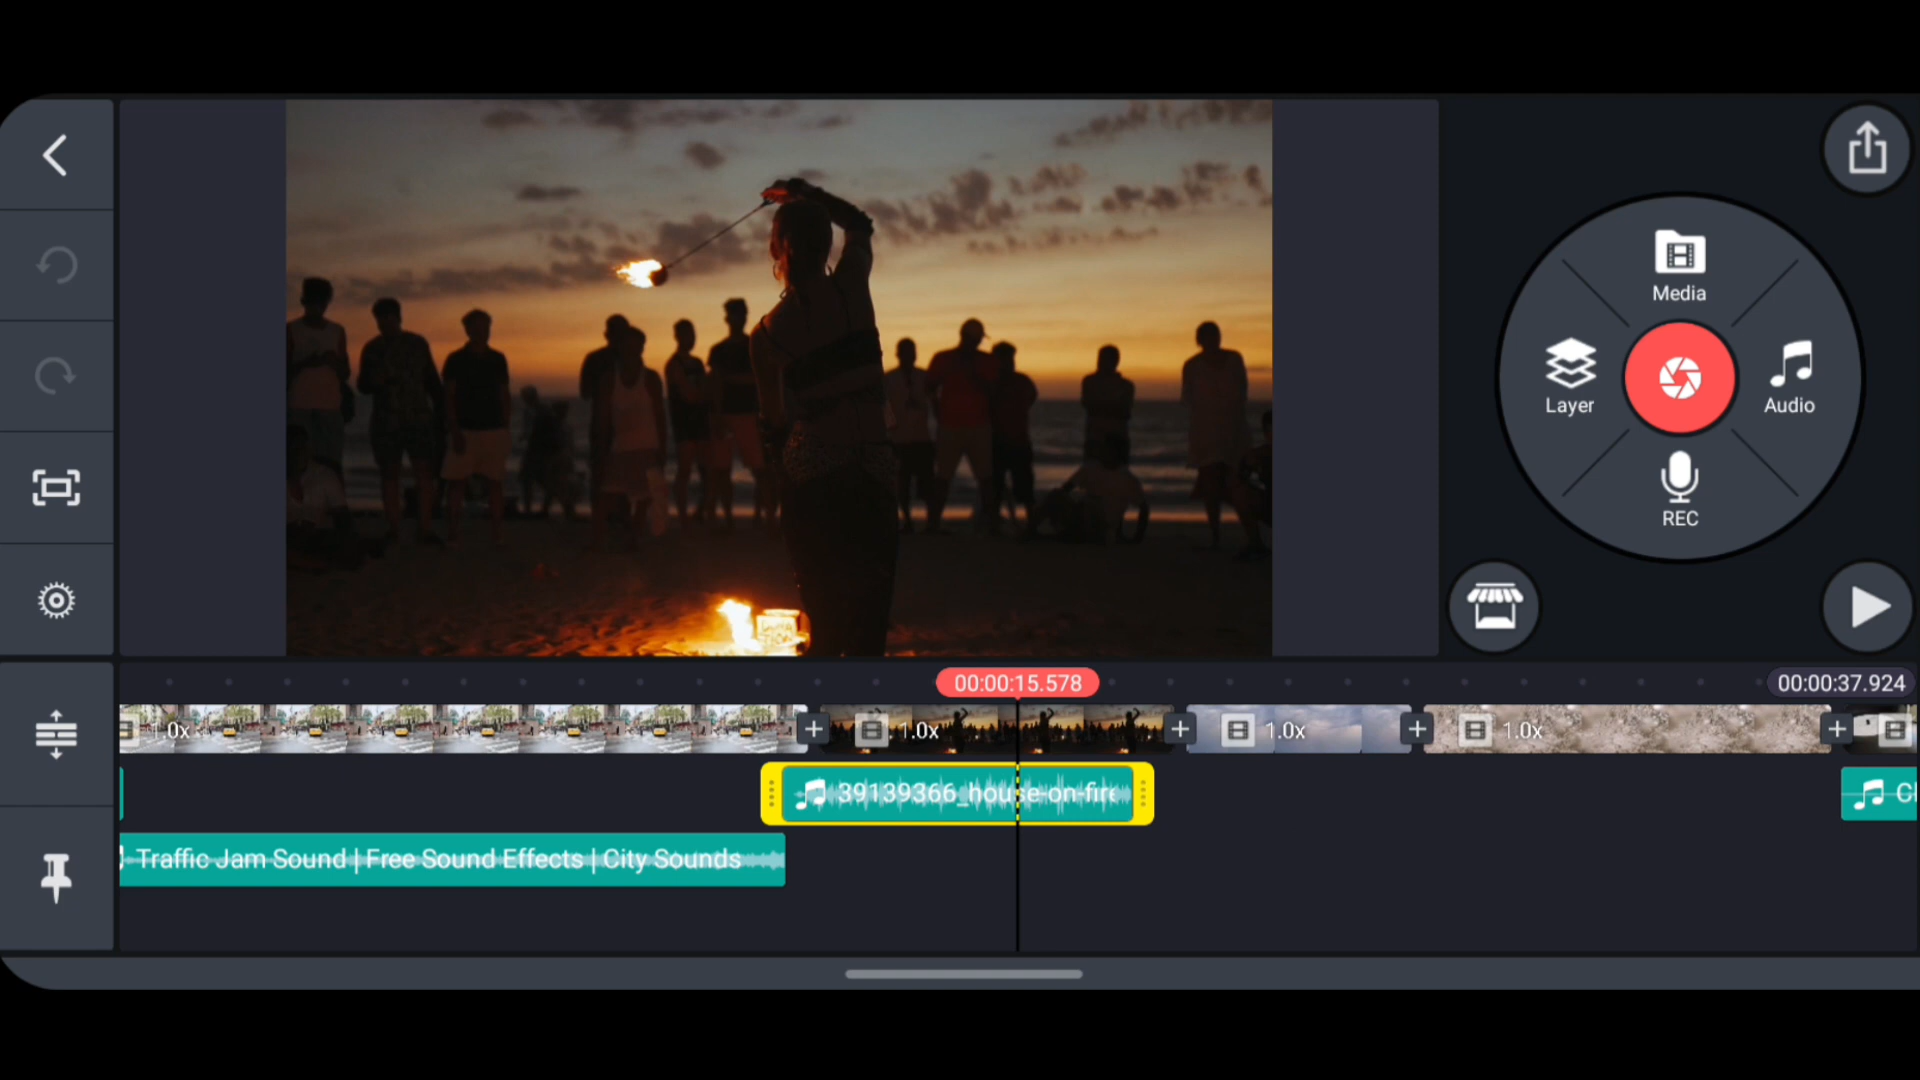 Media
Layer
Audio
REC
00:00:15.578
00:00:37.924
1.0x
1.0x
1.0x
1.0x
39139366_house-on-fire
Traffic Jam Sound | Free Sound Effects | City Sounds